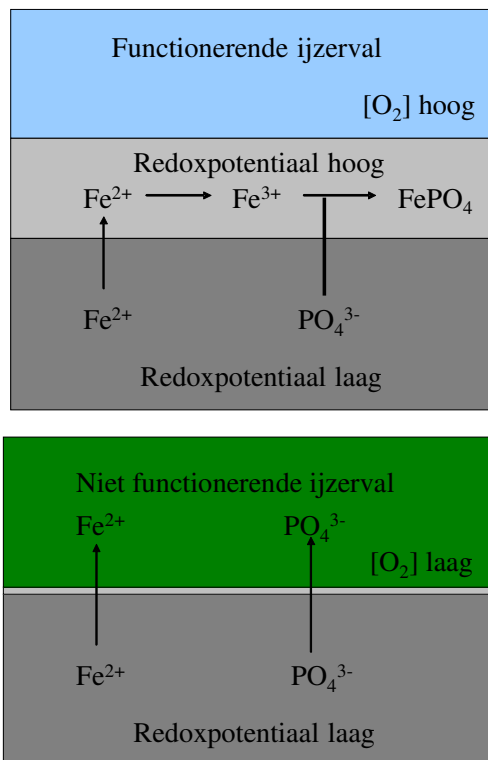 Functionerende ijzerval
[O₂] hoog
Redoxpotentiaal hoog
Fe²⁺ Fe³⁺ FePO₄
Fe²⁺ PO₄³⁻
Redoxpotentiaal laag
Niet functionerende ijzerval
Fe²⁺ PO₄³⁻
[O₂] laag
Fe²⁺ PO₄³⁻
Redoxpotentiaal laag